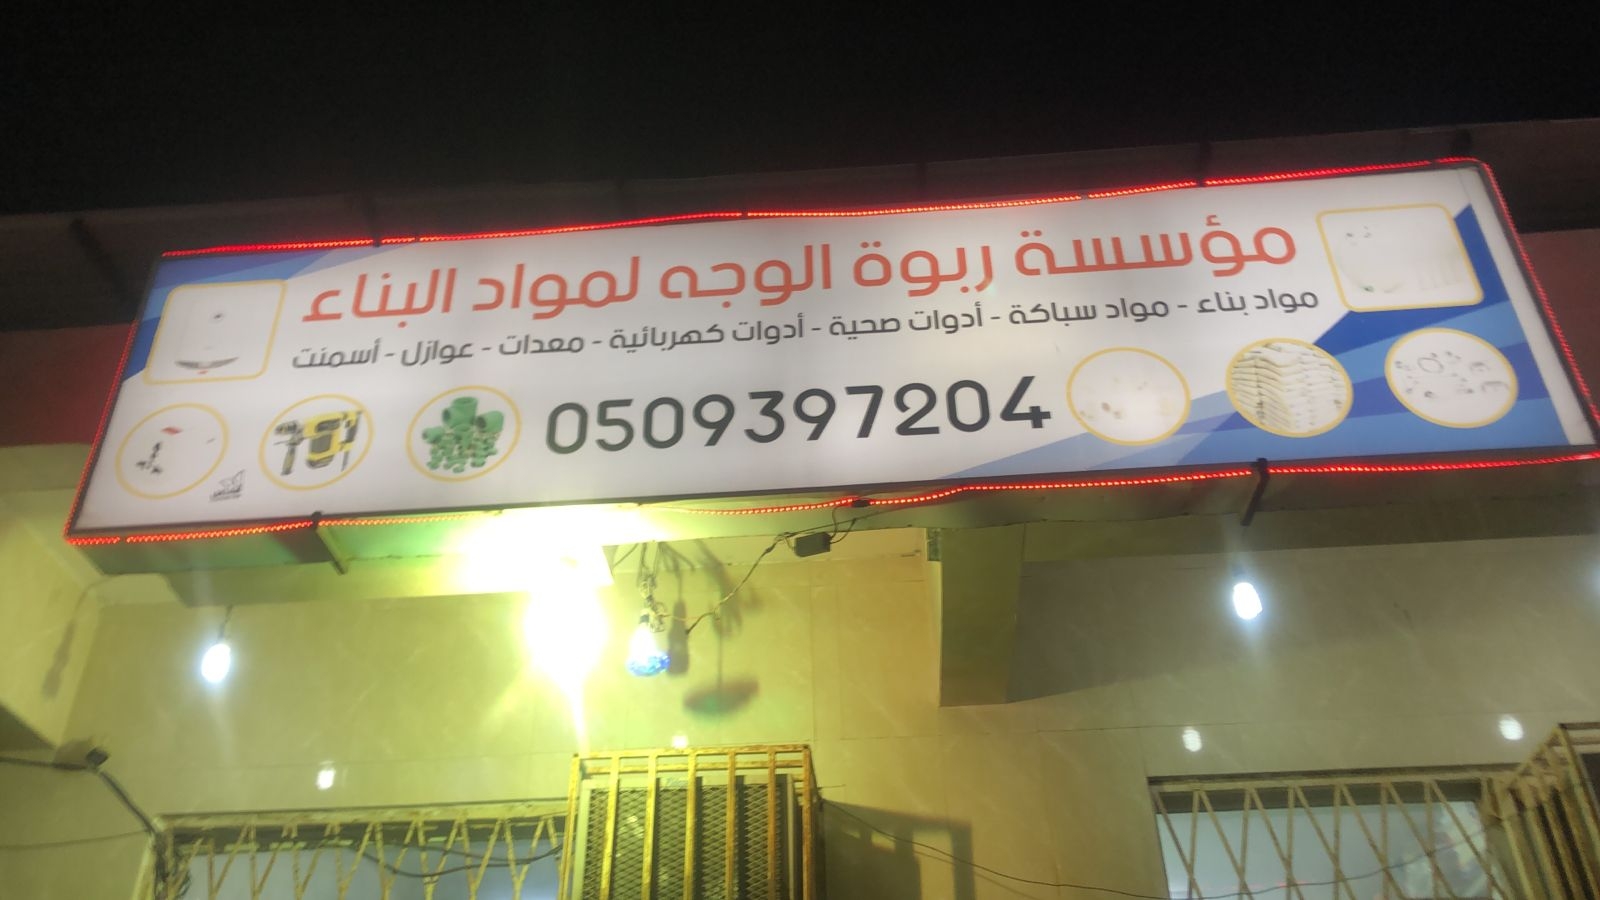 مؤسسة ربوة الوجه لمواد البناء
مواد بناء - مواد سباكة - أدوات صحية - أدوات كهربائية - معدات - عوازل - أسمنت
0509397204